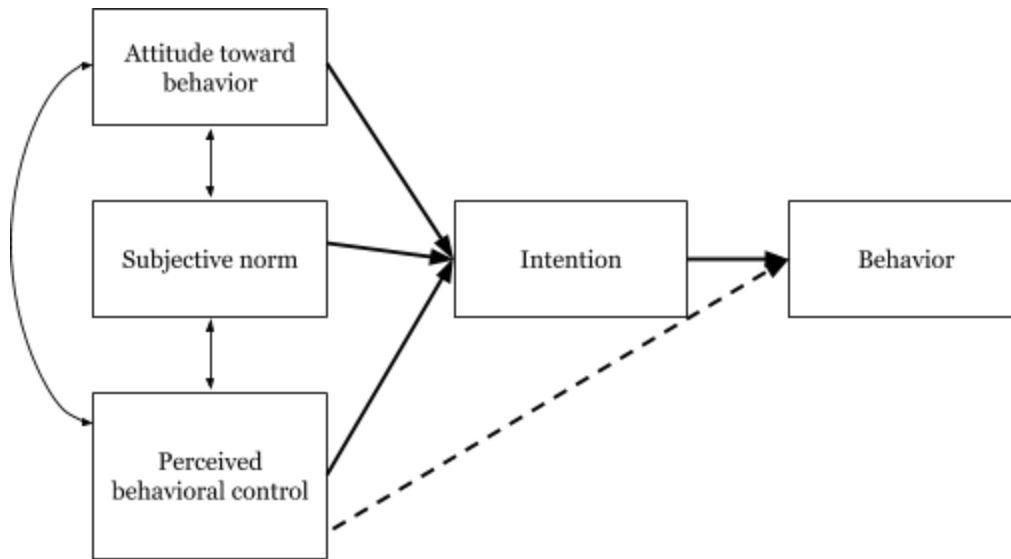 Attitude toward
behavior
Subjective norm
Perceived
behavioral control
Intention
Behavior